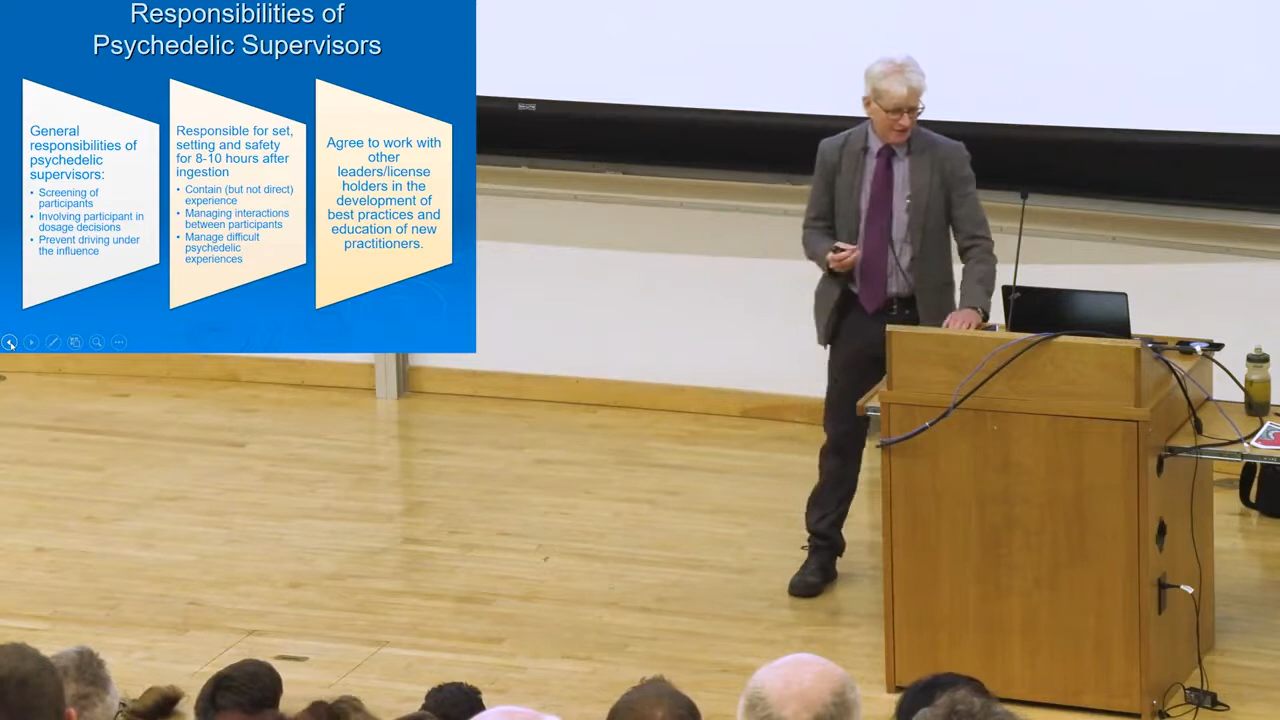 Responsibilities of
Psychedelic Supervisors
General
responsibilities of
psychedelic
supervisors:
• Screening of
participants
• Involving participant in
dosage decisions
• Prevent driving under
the influence
Responsible for set,
setting and safety
for 8-10 hours after
ingestion
• Contain (but not direct)
experience
• Managing interactions
between participants
• Manage difficult
psychedelic
experiences
Agree to work with
other
leaders/license
holders in the
development of
best practices and
education of new
practitioners.